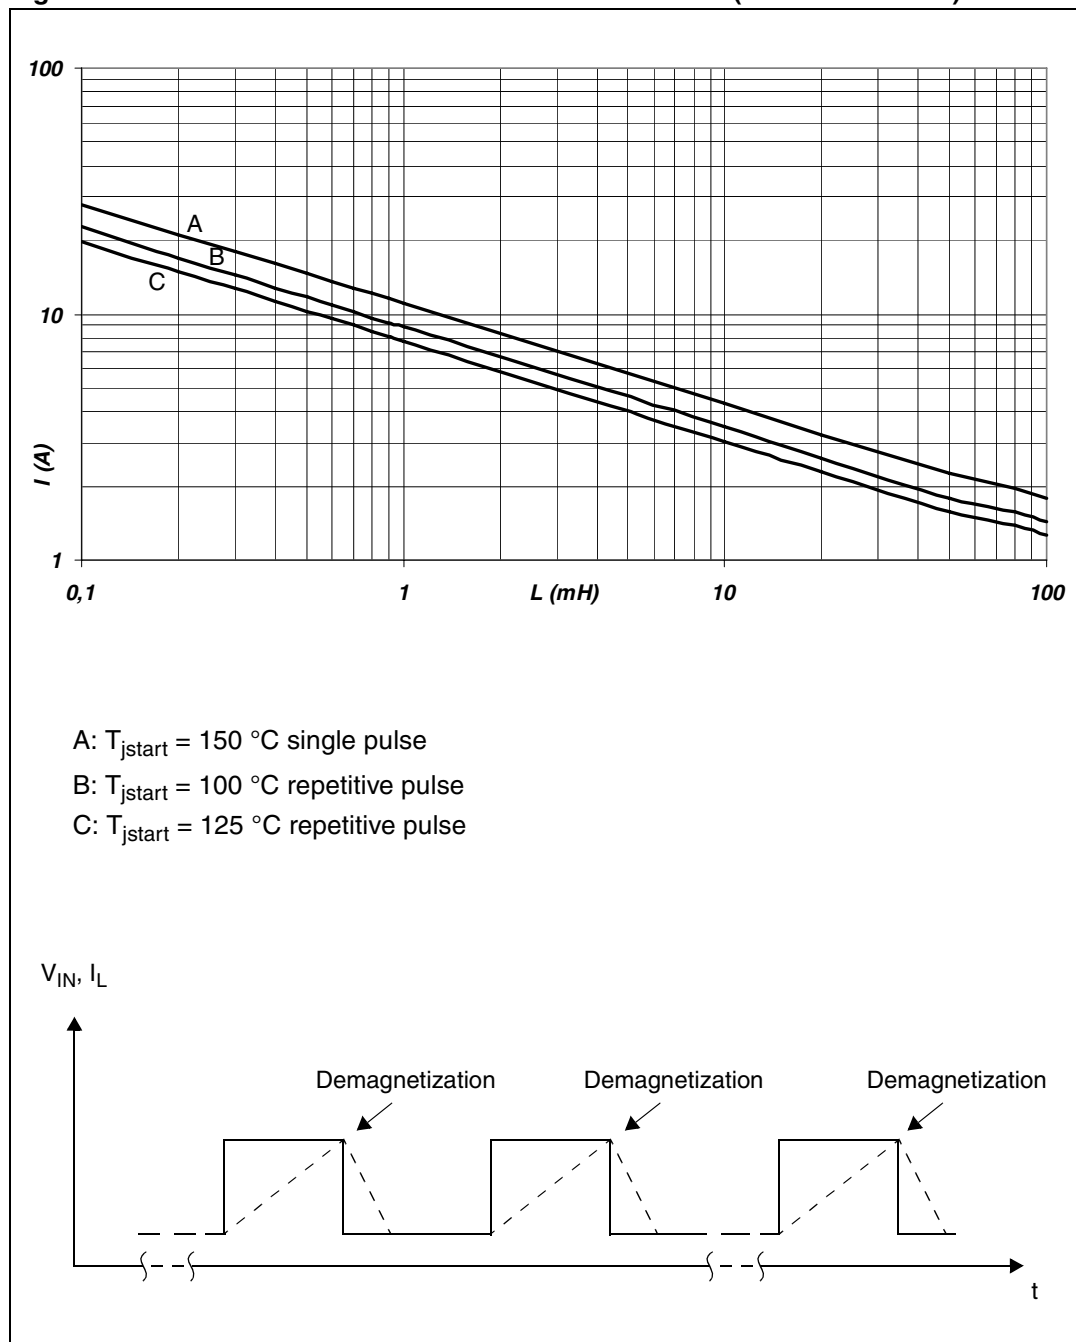 100
A
B
C
10
I (A)
1
0,1
1
L (mH)
10
100
A: Tjstart = 150 °C single pulse
B: Tjstart = 100 °C repetitive pulse
C: Tjstart = 125 °C repetitive pulse
VIN, IL
Demagnetization
Demagnetization
Demagnetization
t